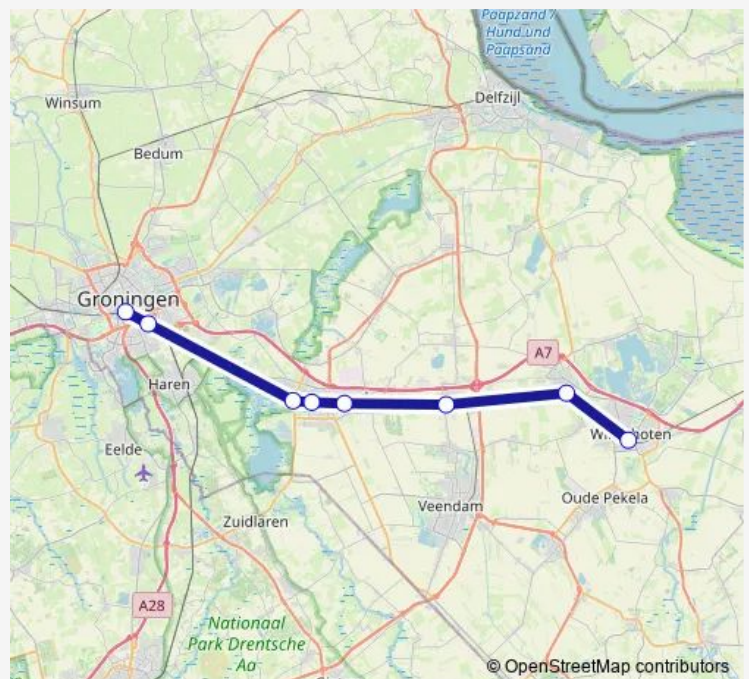 Paapzand /
Hund und
Paapsand
Winsum
Delfzijl
Bedum
Groningen
A7
Haren
Eelde
Oude Pekela
Veendam
Zuidlaren
A28
Nationaal
Park Drentsche
Aa
© OpenStreetMap contributors